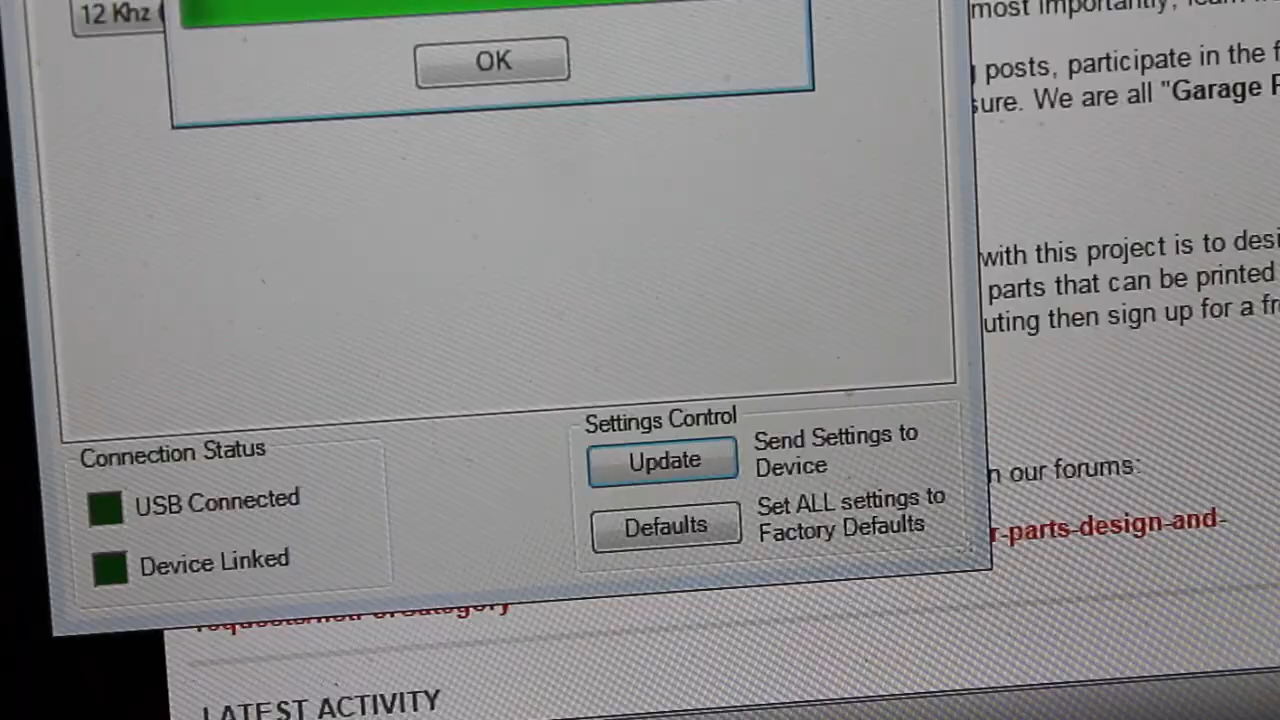 12 Khz
OK
most importantly,
posts, participate in the
sure. We are all "Garage
with this project is to
parts that can be printed
uting then sign up for a
Connection Status
USB Connected
Device Linked
Settings Control
Update
Send Settings to
Device
Defaults
Set ALL settings to
Factory Defaults
our forums:
r-parts-design-and-
LATEST ACTIVITY